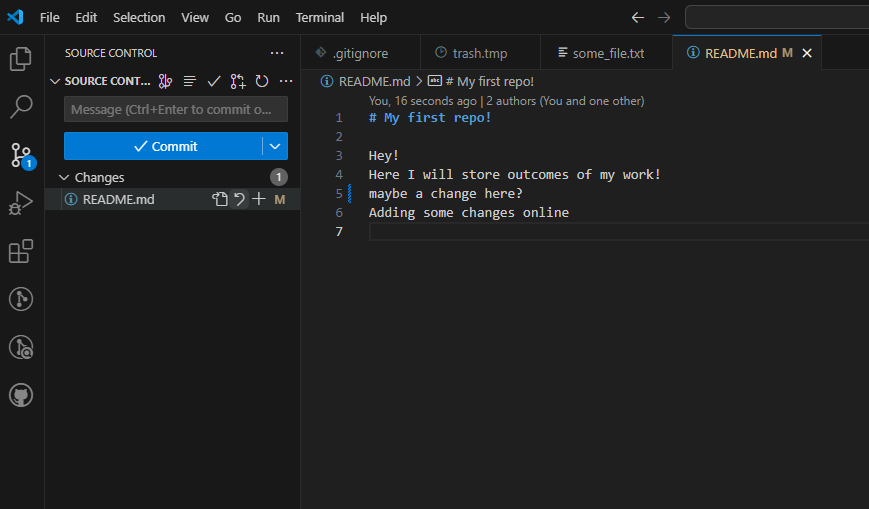 File Edit Selection View Go Run Terminal Help
SOURCE CONTROL
SOURCE CONT...
Message (Ctrl+Enter to commit o...
Commit
Changes 1
README.md M
1
.gitignore trash.tmp some_file.txt README.md M
README.md > abc # My first repo!
You, 16 seconds ago | 2 authors (You and one other)
1 # My first repo!
2
3 Hey!
4 Here I will store outcomes of my work!
5 maybe a change here?
6 Adding some changes online
7